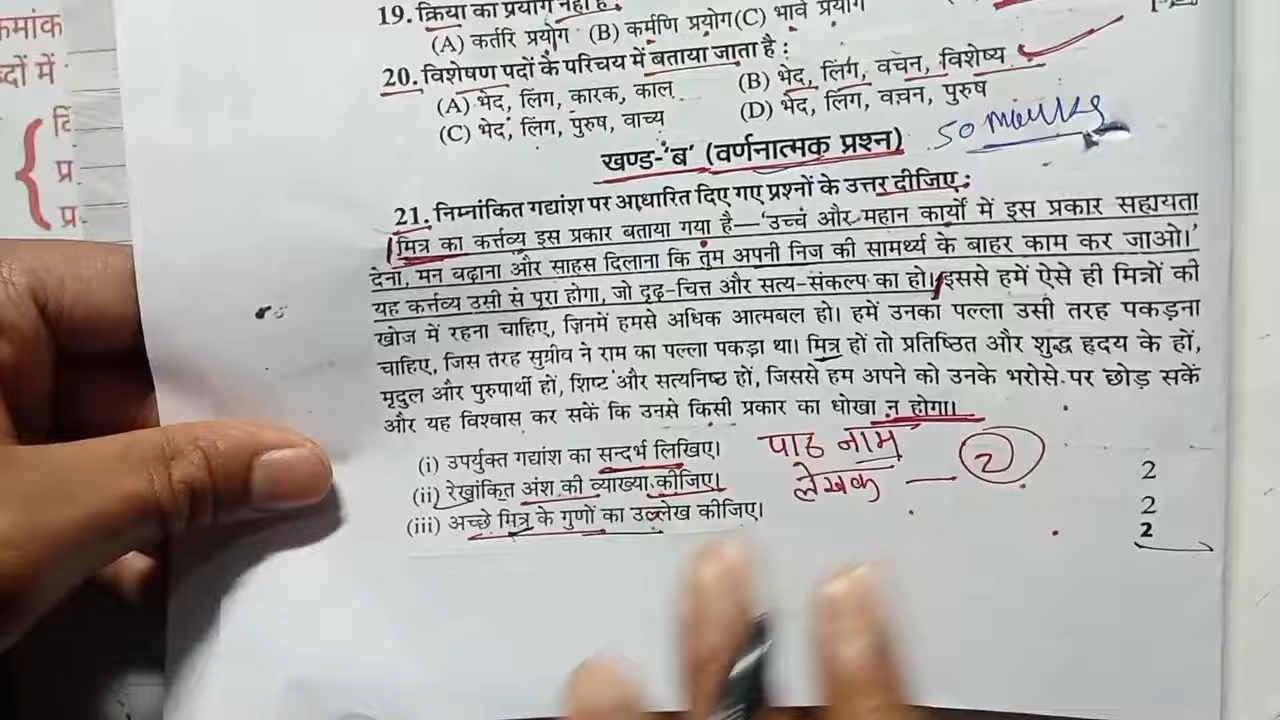 क्रमांक
ब्दों में
प्र.
प्र.
19. क्रिया का प्रयोग नहीं है :
(A) कर्तरि प्रयोग (B) कर्मणि प्रयोग (C) भावे प्रयोग
20. विशेषण पदों के परिचय में बताया जाता है :
(A) भेद, लिंग, कारक, काल (B) भेद, लिंग, वचन, विशेष्य
(C) भेद, लिंग, पुरुष, वाच्य (D) भेद, लिंग, वचन, पुरुष
खण्ड-'ब' (वर्णनात्मक प्रश्न) 50 Marks
21. निम्नांकित गद्यांश पर आधारित दिए गए प्रश्नों के उत्तर दीजिए :
मित्र का कर्त्तव्य इस प्रकार बताया गया है—'उच्च और महान कार्यों में इस प्रकार सहायता
देना, मन बढ़ाना और साहस दिलाना कि तुम अपनी निज की सामर्थ्य के बाहर काम कर जाओ।'
यह कर्त्तव्य उसी से पूरा होगा, जो दृढ़-चित्त और सत्य-संकल्प का हो। इससे हमें ऐसे ही मित्रों की
खोज में रहना चाहिए, जिनमें हमसे अधिक आत्मबल हो। हमें उनका पल्ला उसी तरह पकड़ना
चाहिए, जिस तरह सुग्रीव ने राम का पल्ला पकड़ा था। मित्र हों तो प्रतिष्ठित और शुद्ध हृदय के हों,
मृदुल और पुरुषार्थी हों, शिष्ट और सत्यनिष्ठ हों, जिससे हम अपने को उनके भरोसे पर छोड़ सकें
और यह विश्वास कर सकें कि उनसे किसी प्रकार का धोखा न होगा।
(i) उपर्युक्त गद्यांश का सन्दर्भ लिखिए। पाठ नाम 2
(ii) रेखांकित अंश की व्याख्या कीजिए। लेखक — 2 2
(iii) अच्छे मित्र के गुणों का उल्लेख कीजिए। 2